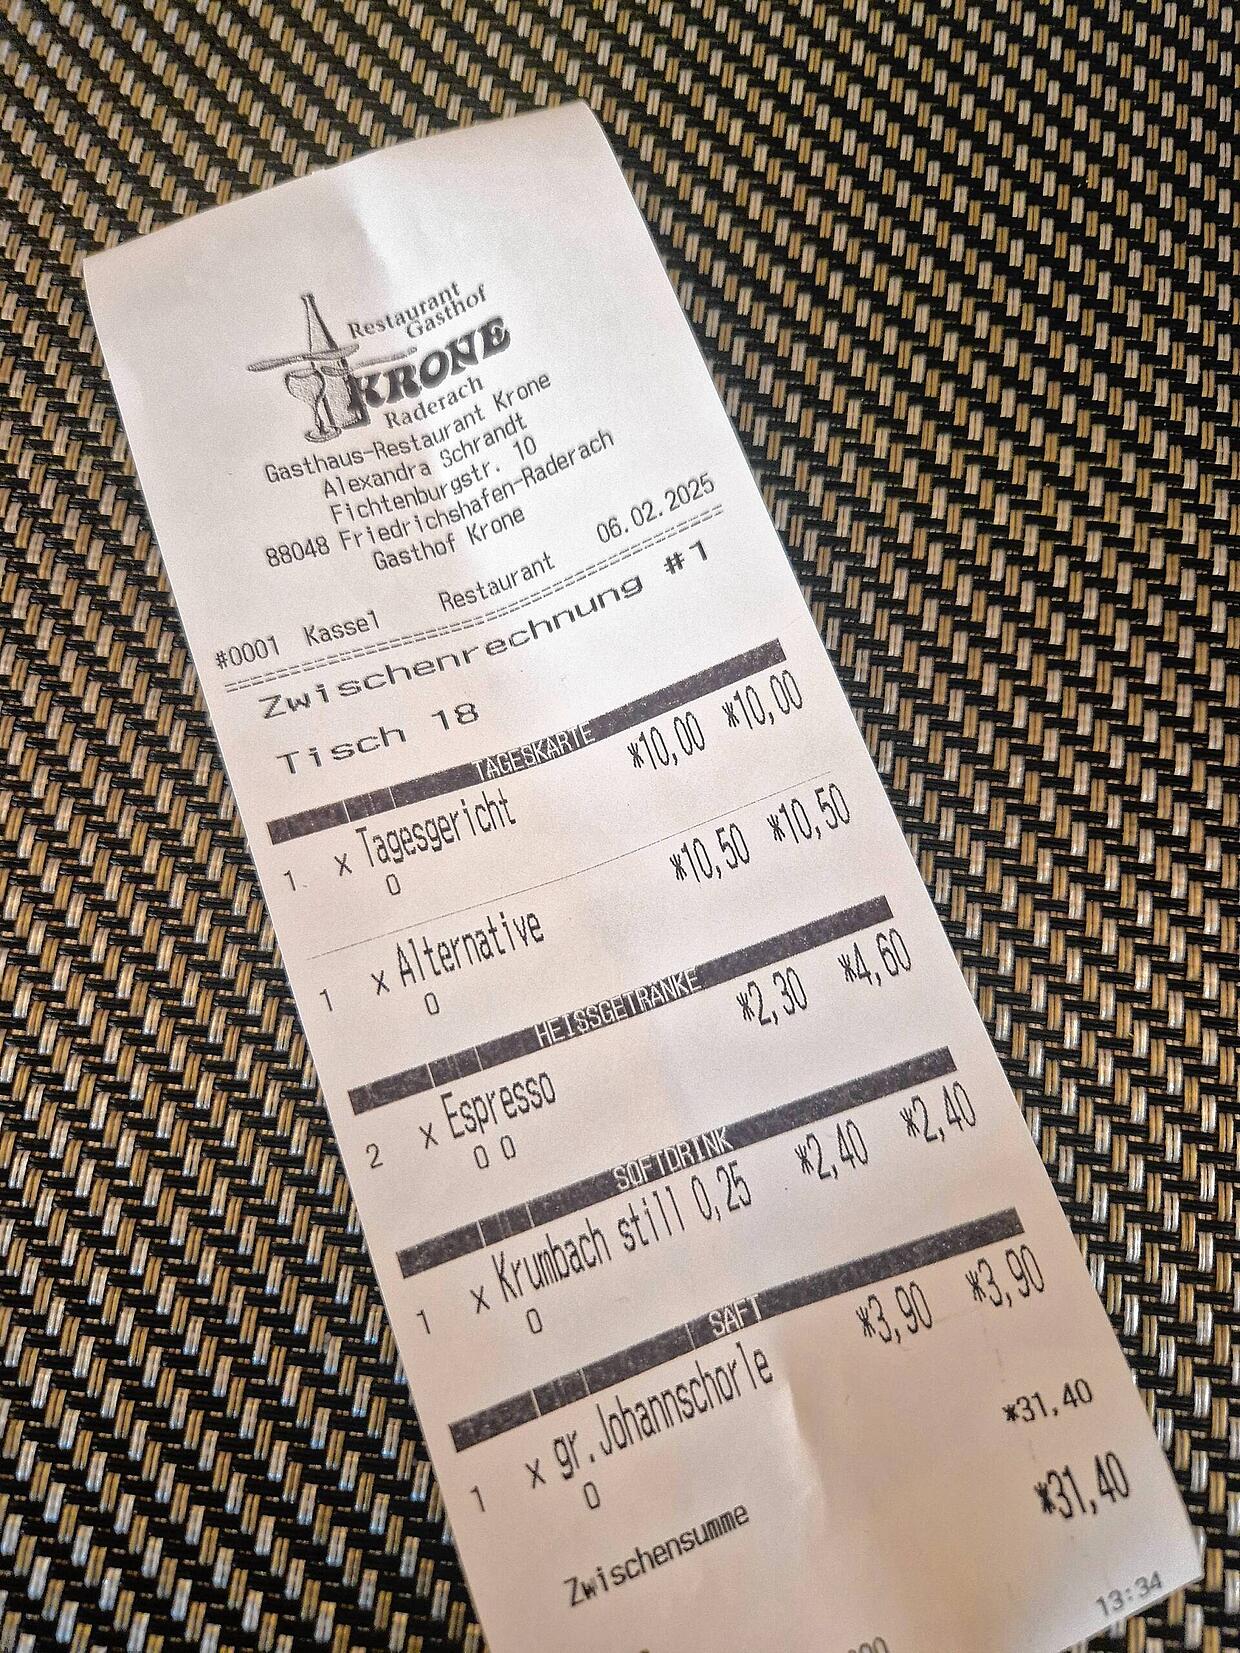 Restaurant
Gasthof
KRONE
Raderach
Gasthaus-Restaurant Krone
Alexandra Schrandt
Fichtenburgstr. 10
88048 Friedrichshafen-Raderach
Gasthof Krone
#0001 Kasse1 Restaurant 06.02.2025
Zwischenrechnung #1
Tisch 18
TAGESKARTE
1 x Tagesgericht *10,00 *10,00
0
1 x Alternative *10,50 *10,50
0
HEISSGETRÄNKE
2 x Espresso *2,30 *4,60
0 0
SOFTDRINK
1 x Krumbach still 0,25 *2,40 *2,40
0
SAFT
1 x gr.Johannschorle *3,90 *3,90
0
Zwischensumme *31,40
*31,40
13:34